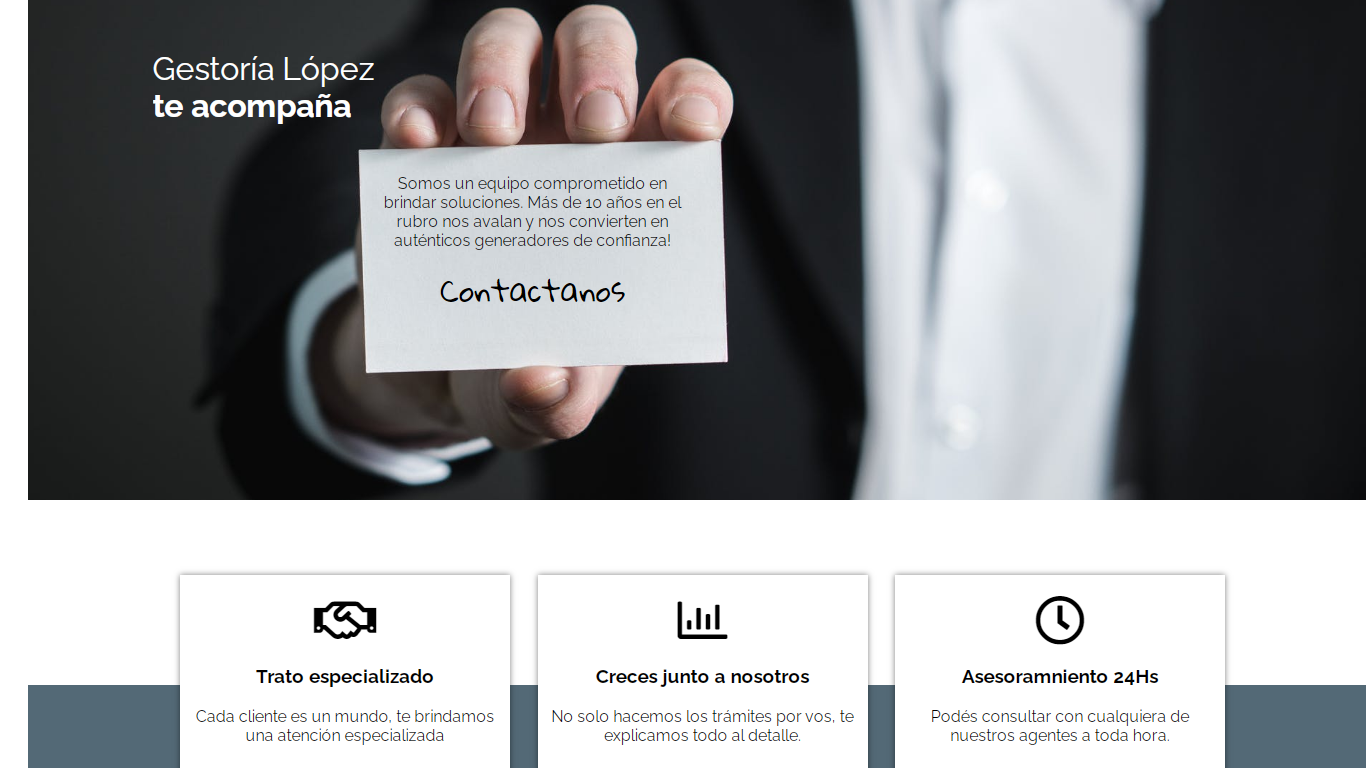 Gestoría López
te acompaña
Somos un equipo comprometido en
brindar soluciones. Más de 10 años en el
rubro nos avalan y nos convierten en
auténticos generadores de confianza!
Contactanos
Trato especializado
Cada cliente es un mundo, te brindamos
una atención especializada
Creces junto a nosotros
No solo hacemos los trámites por vos, te
explicamos todo al detalle.
Asesoramniento 24Hs
Podés consultar con cualquiera de
nuestros agentes a toda hora.